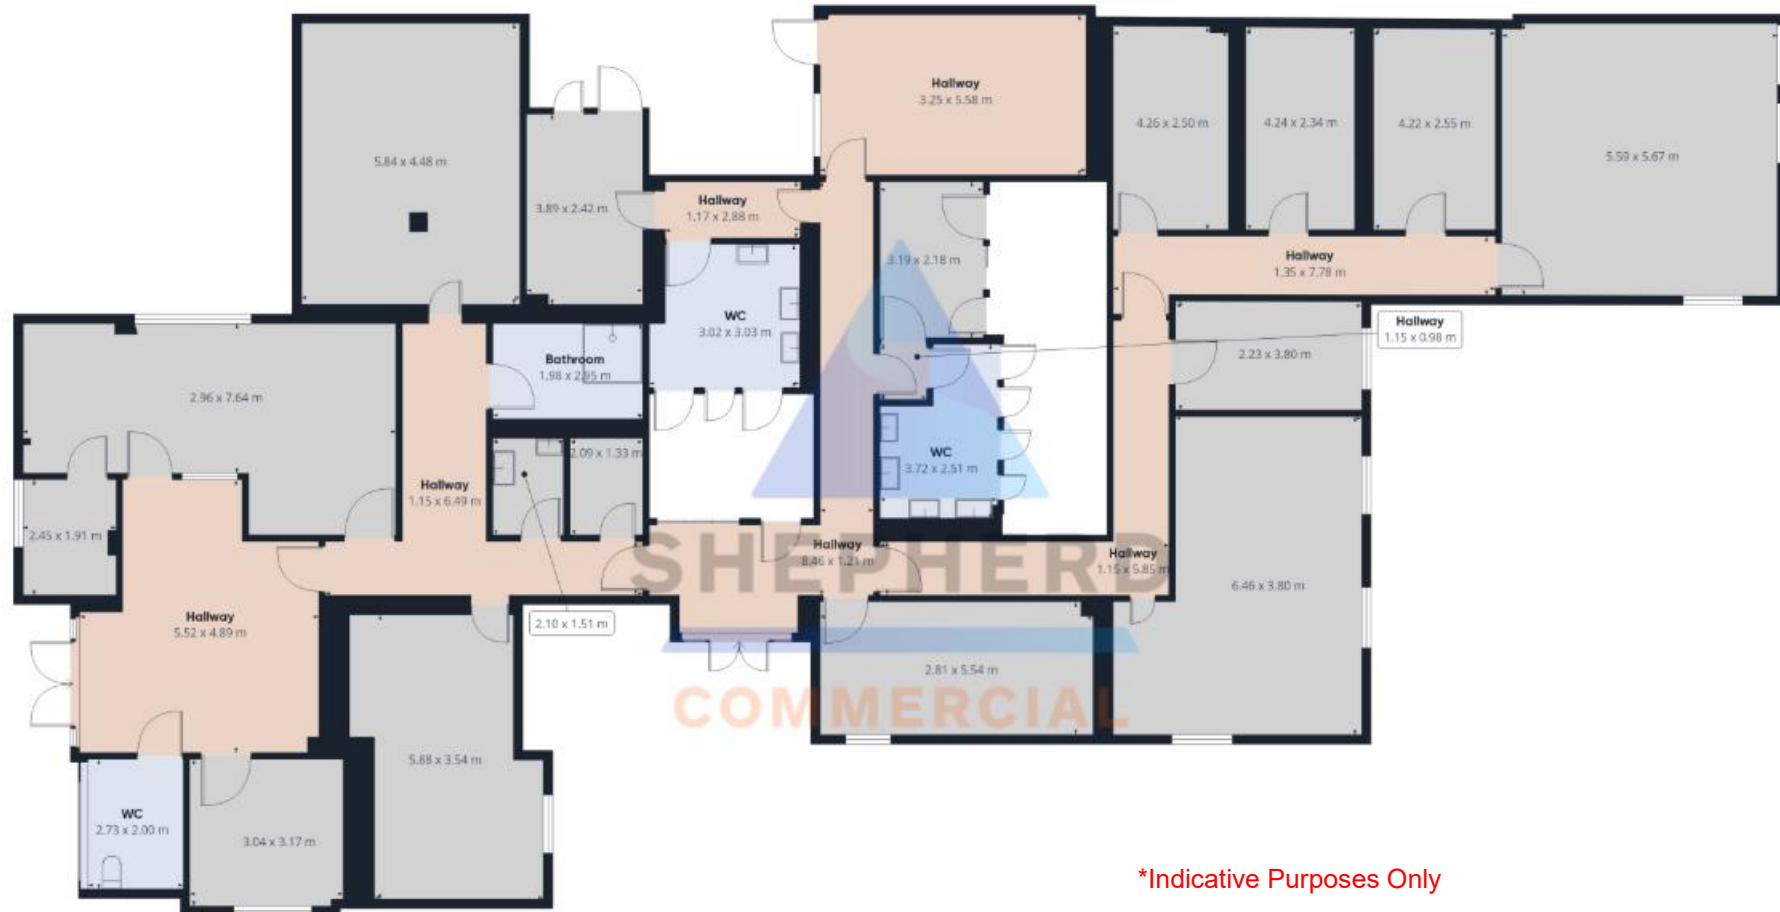 Hallway
3.25 x 5.58 m
4.26 x 2.50 m
4.24 x 2.34 m
4.22 x 2.55 m
5.59 x 5.67 m
5.84 x 4.48 m
3.89 x 2.42 m
Hallway
1.17 x 2.88 m
3.19 x 2.18 m
Hallway
1.35 x 7.78 m
WC
3.02 x 3.03 m
Hallway
1.15 x 0.98 m
Bathroom
1.98 x 2.95 m
2.23 x 3.80 m
2.96 x 7.64 m
2.09 x 1.33 m
WC
3.72 x 2.51 m
Hallway
1.15 x 6.49 m
2.45 x 1.91 m
Hallway
8.46 x 1.21 m
Hallway
1.15 x 5.85 m
SHEPHERD
6.46 x 3.80 m
Hallway
5.52 x 4.89 m
2.10 x 1.51 m
2.81 x 5.54 m
COMMERCIAL
5.88 x 3.54 m
WC
2.73 x 2.00 m
3.04 x 3.17 m
*Indicative Purposes Only